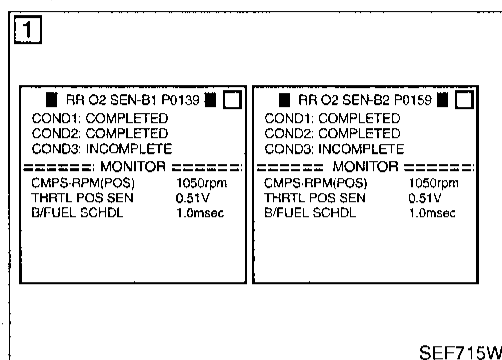 1
RR O2 SEN-B1 P0139
COND1: COMPLETED
COND2: COMPLETED
COND3: INCOMPLETE
MONITOR
CMPS-RPM(POS) 1050rpm
THRTL POS SEN 0.51V
B/FUEL SCHDL 1.0msec
RR O2 SEN-B2 P0159
COND1: COMPLETED
COND2: COMPLETED
COND3: INCOMPLETE
MONITOR
CMPS-RPM(POS) 1050rpm
THRTL POS SEN 0.51V
B/FUEL SCHDL 1.0msec
SEF715W